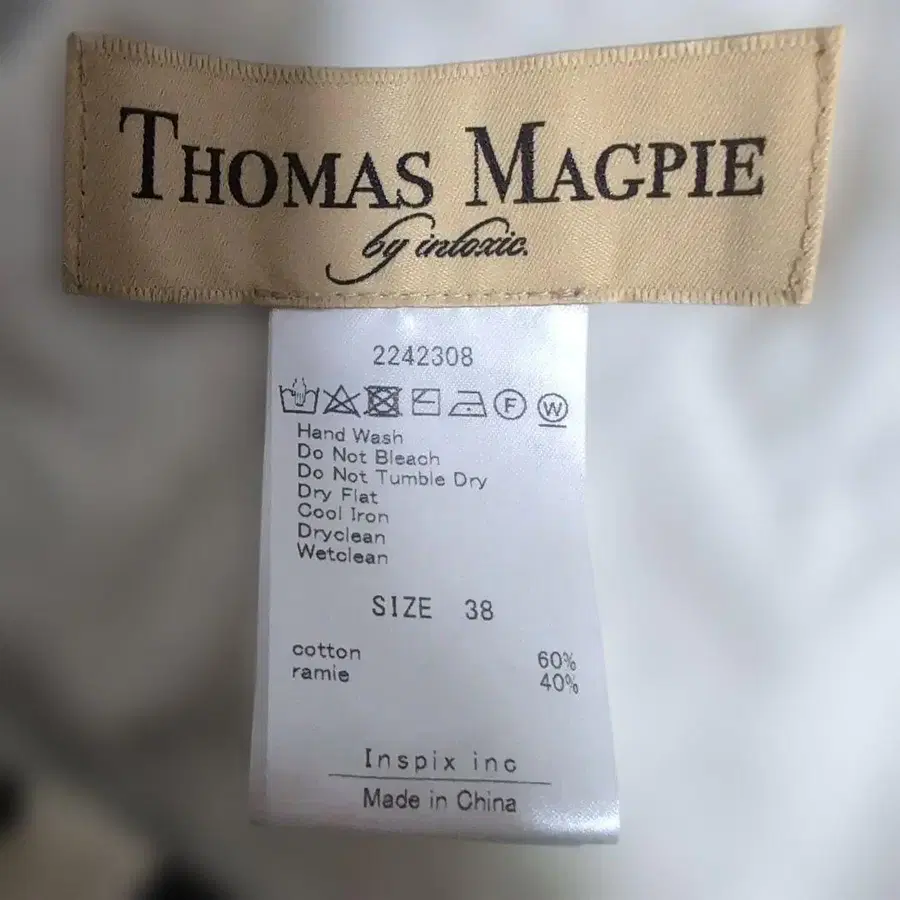 THOMAS MAGPIE
by intoxic.
2242308
F W
Hand Wash
Do Not Bleach
Do Not Tumble Dry
Dry Flat
Cool Iron
Dryclean
Wetclean
SIZE 38
cotton 60%
ramie 40%
Inspix inc
Made in China